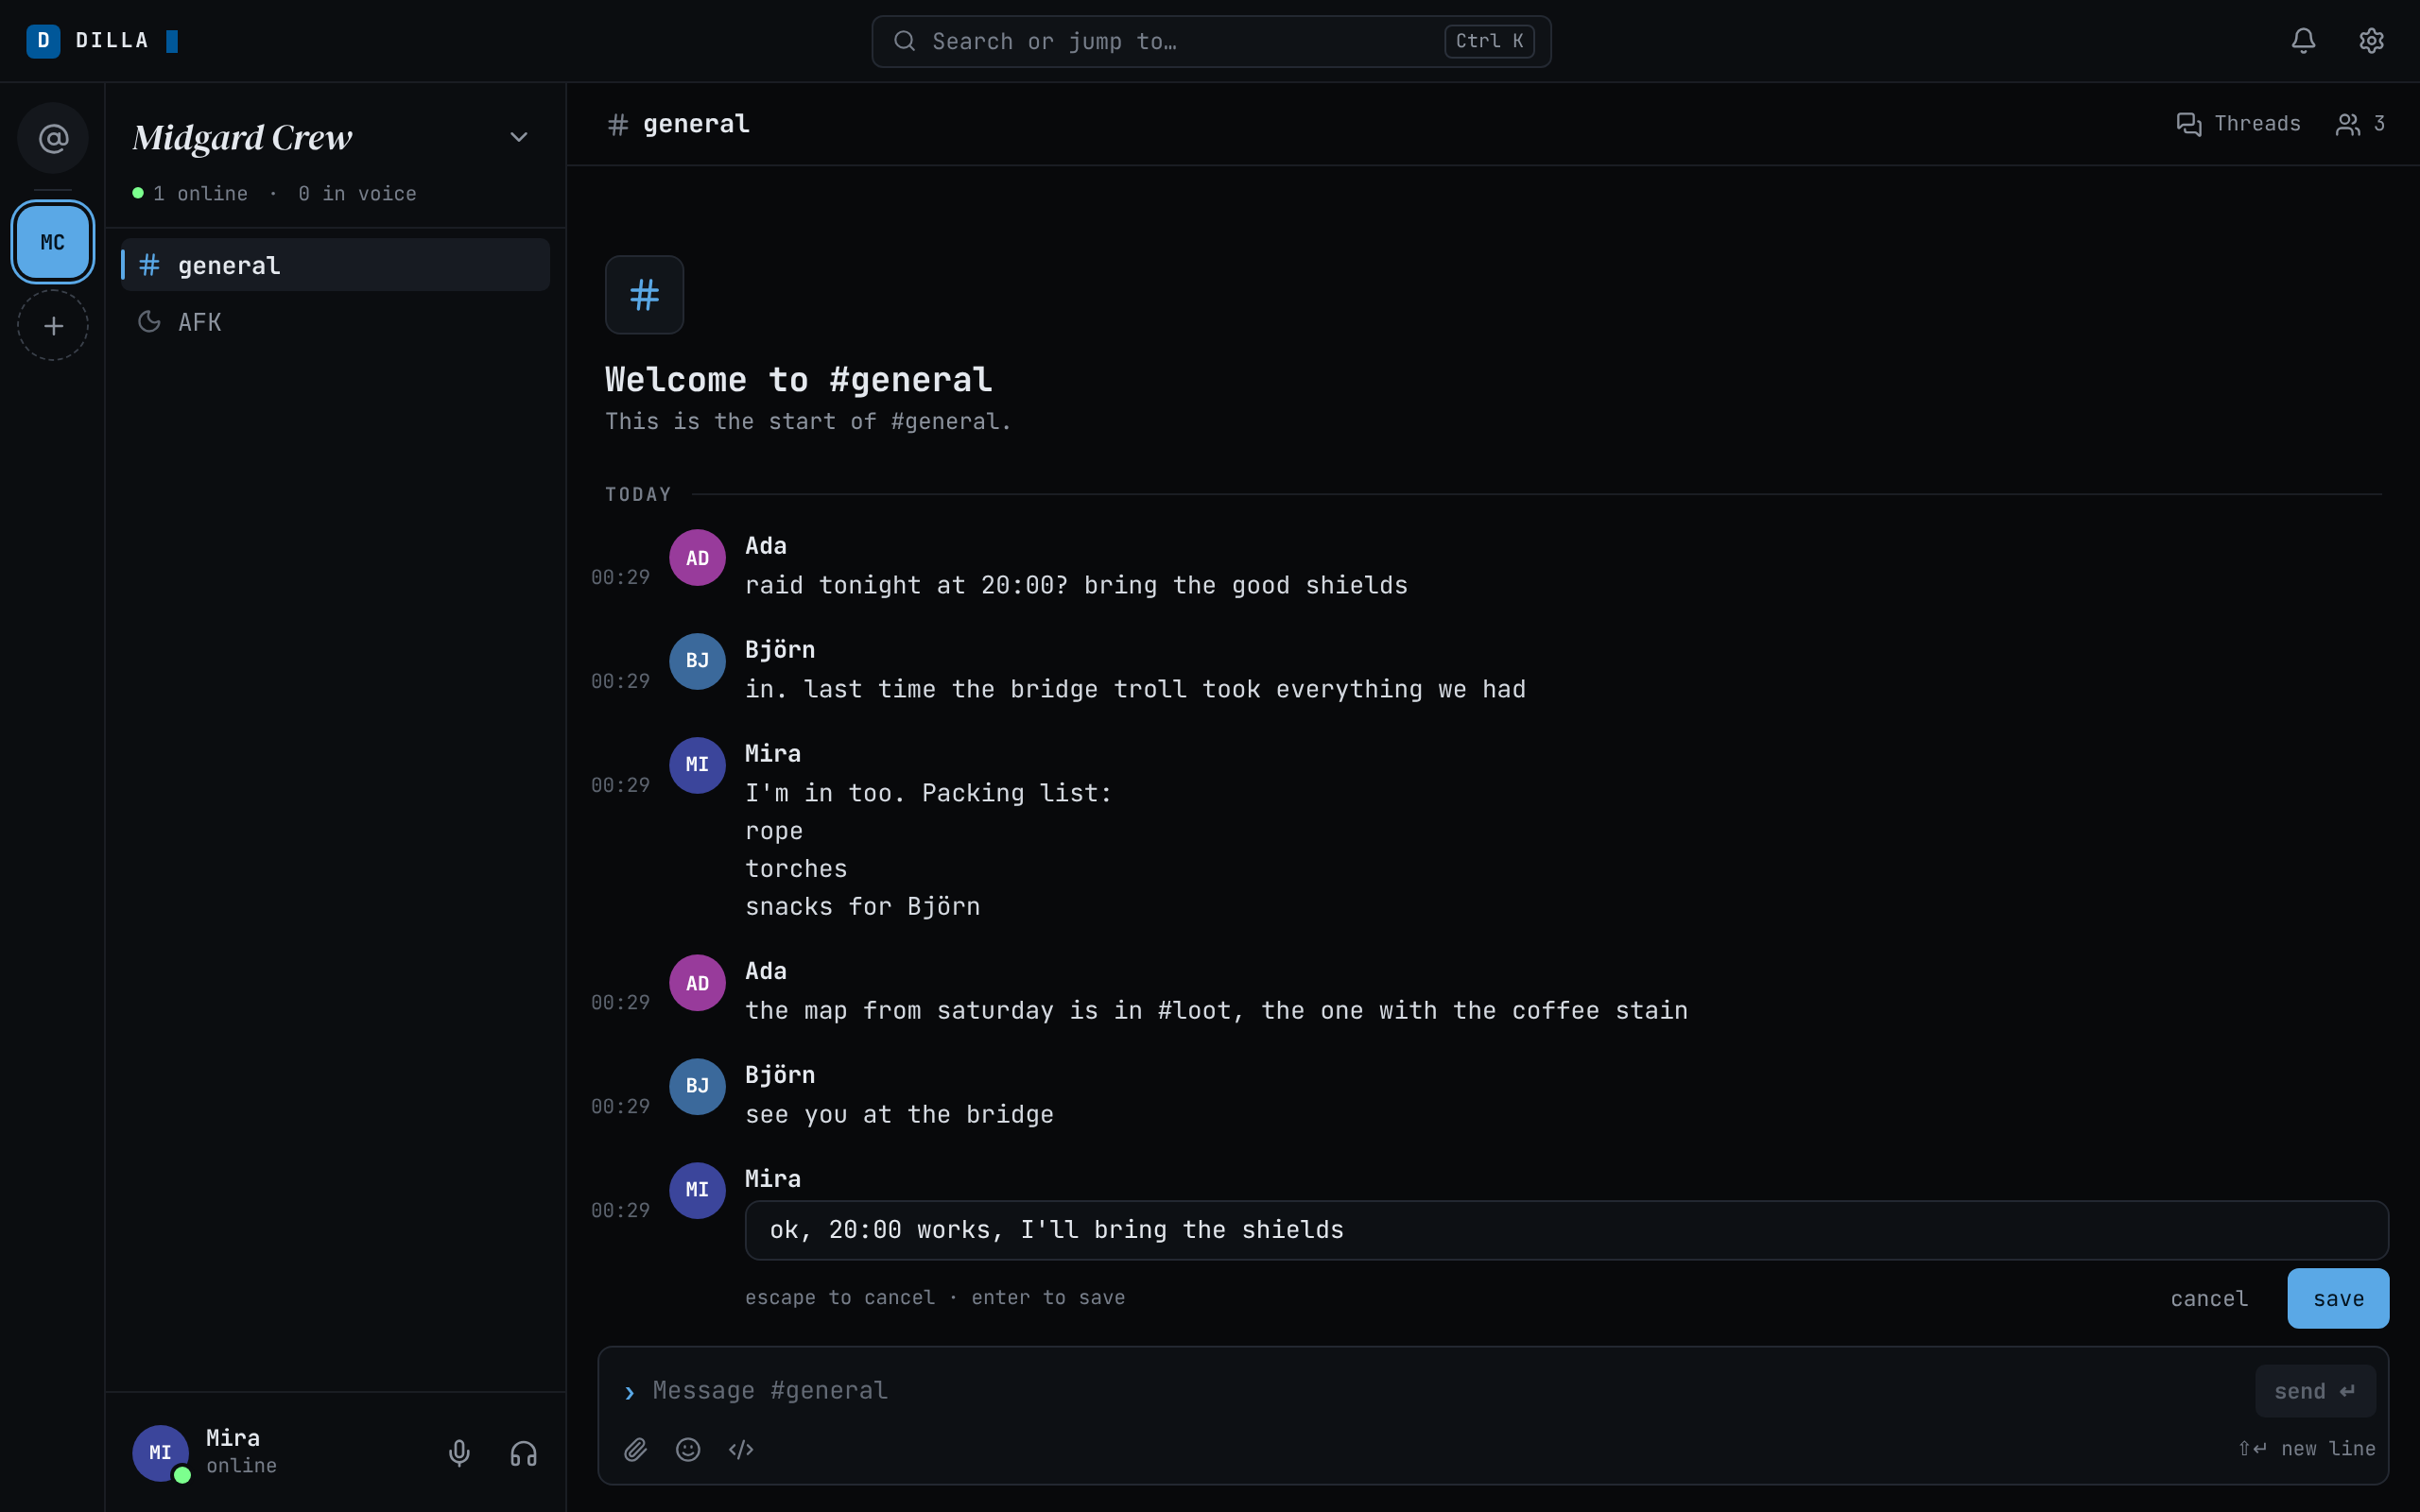 D DILLA
Search or jump to… Ctrl K
@
MC
Midgard Crew
1 online · 0 in voice
# general
AFK
Mira
online
MI
# general
Threads 3
#
Welcome to #general
This is the start of #general.
TODAY
AD Ada
00:29 raid tonight at 20:00? bring the good shields
BJ Björn
00:29 in. last time the bridge troll took everything we had
MI Mira
00:29 I'm in too. Packing list:
rope
torches
snacks for Björn
AD Ada
00:29 the map from saturday is in #loot, the one with the coffee stain
BJ Björn
00:29 see you at the bridge
MI Mira
00:29 ok, 20:00 works, I'll bring the shields
escape to cancel · enter to save cancel save
› Message #general send ↵
⇧↵ new line